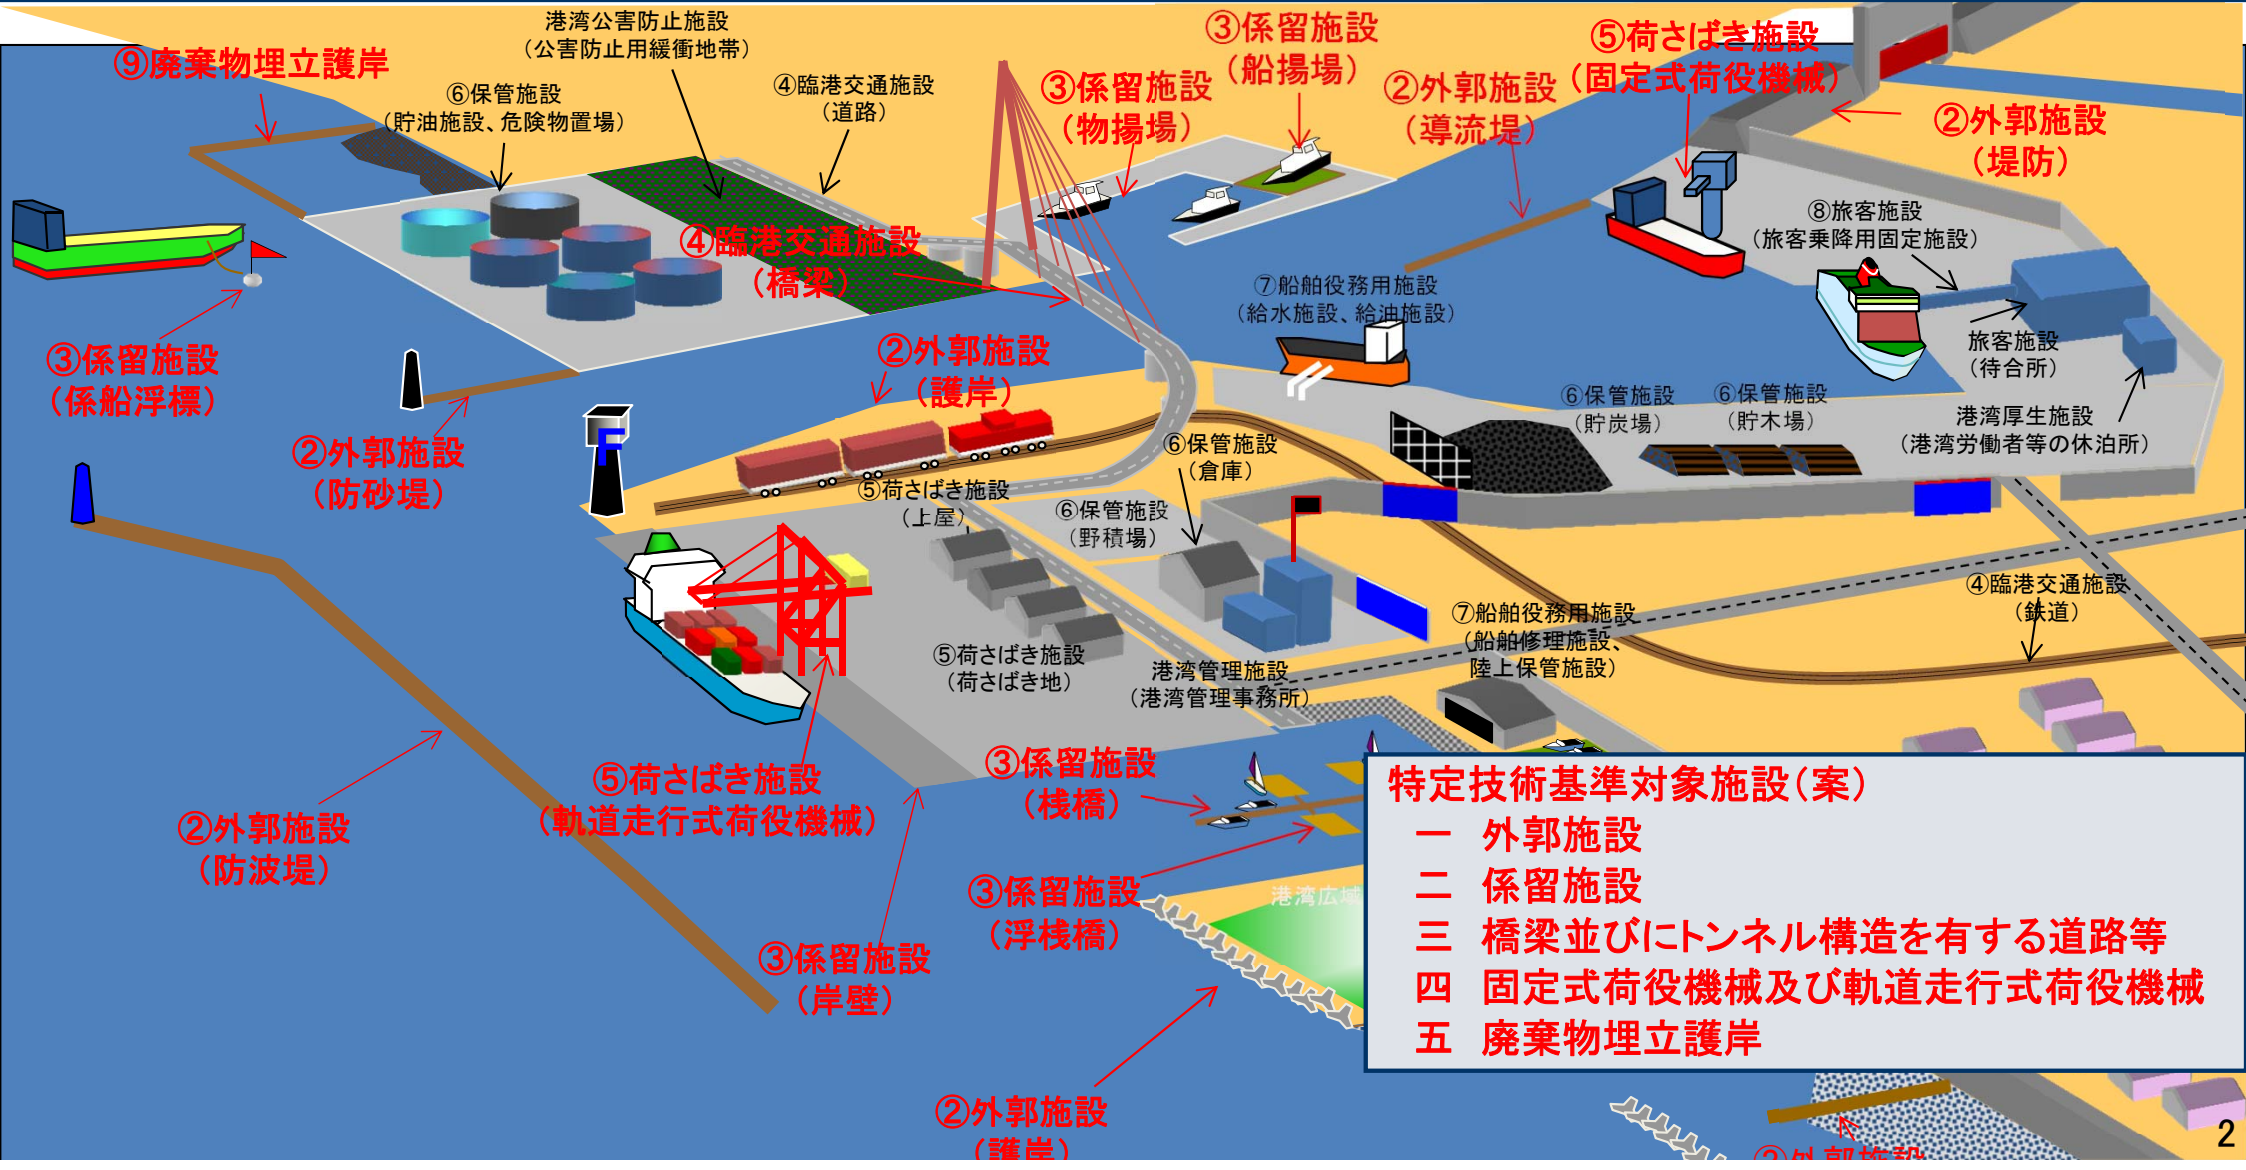 港湾公害防止施設
（公害防止用緩衝地帯）
③係留施設
（船揚場）
⑤荷さばき施設
（固定式荷役機械）
⑨廃棄物埋立護岸
⑥保管施設
（貯油施設、危険物置場）
④臨港交通施設
（道路）
③係留施設
（物揚場）
②外郭施設
（導流堤）
②外郭施設
（堤防）
⑧旅客施設
（旅客乗降用固定施設）
④臨港交通施設
（橋梁）
⑦船舶役務用施設
（給水施設、給油施設）
旅客施設
（待合所）
③係留施設
（係船浮標）
②外郭施設
（護岸）
⑥保管施設
（貯炭場）
⑥保管施設
（貯木場）
港湾厚生施設
（港湾労働者等の休泊所）
②外郭施設
（防砂堤）
F
⑥保管施設
（倉庫）
⑤荷さばき施設
（上屋）
⑥保管施設
（野積場）
④臨港交通施設
（鉄道）
⑦船舶役務用施設
（船舶修理施設、
陸上保管施設）
⑤荷さばき施設
（荷さばき地）
港湾管理施設
（港湾管理事務所）
⑤荷さばき施設
（軌道走行式荷役機械）
③係留施設
（桟橋）
②外郭施設
（防波堤）
③係留施設
（浮桟橋）
港湾広域
③係留施設
（岸壁）
特定技術基準対象施設（案）
一　外郭施設
二　係留施設
三　橋梁並びにトンネル構造を有する道路等
四　固定式荷役機械及び軌道走行式荷役機械
五　廃棄物埋立護岸
②外郭施設
（護岸）
②外郭施設
2